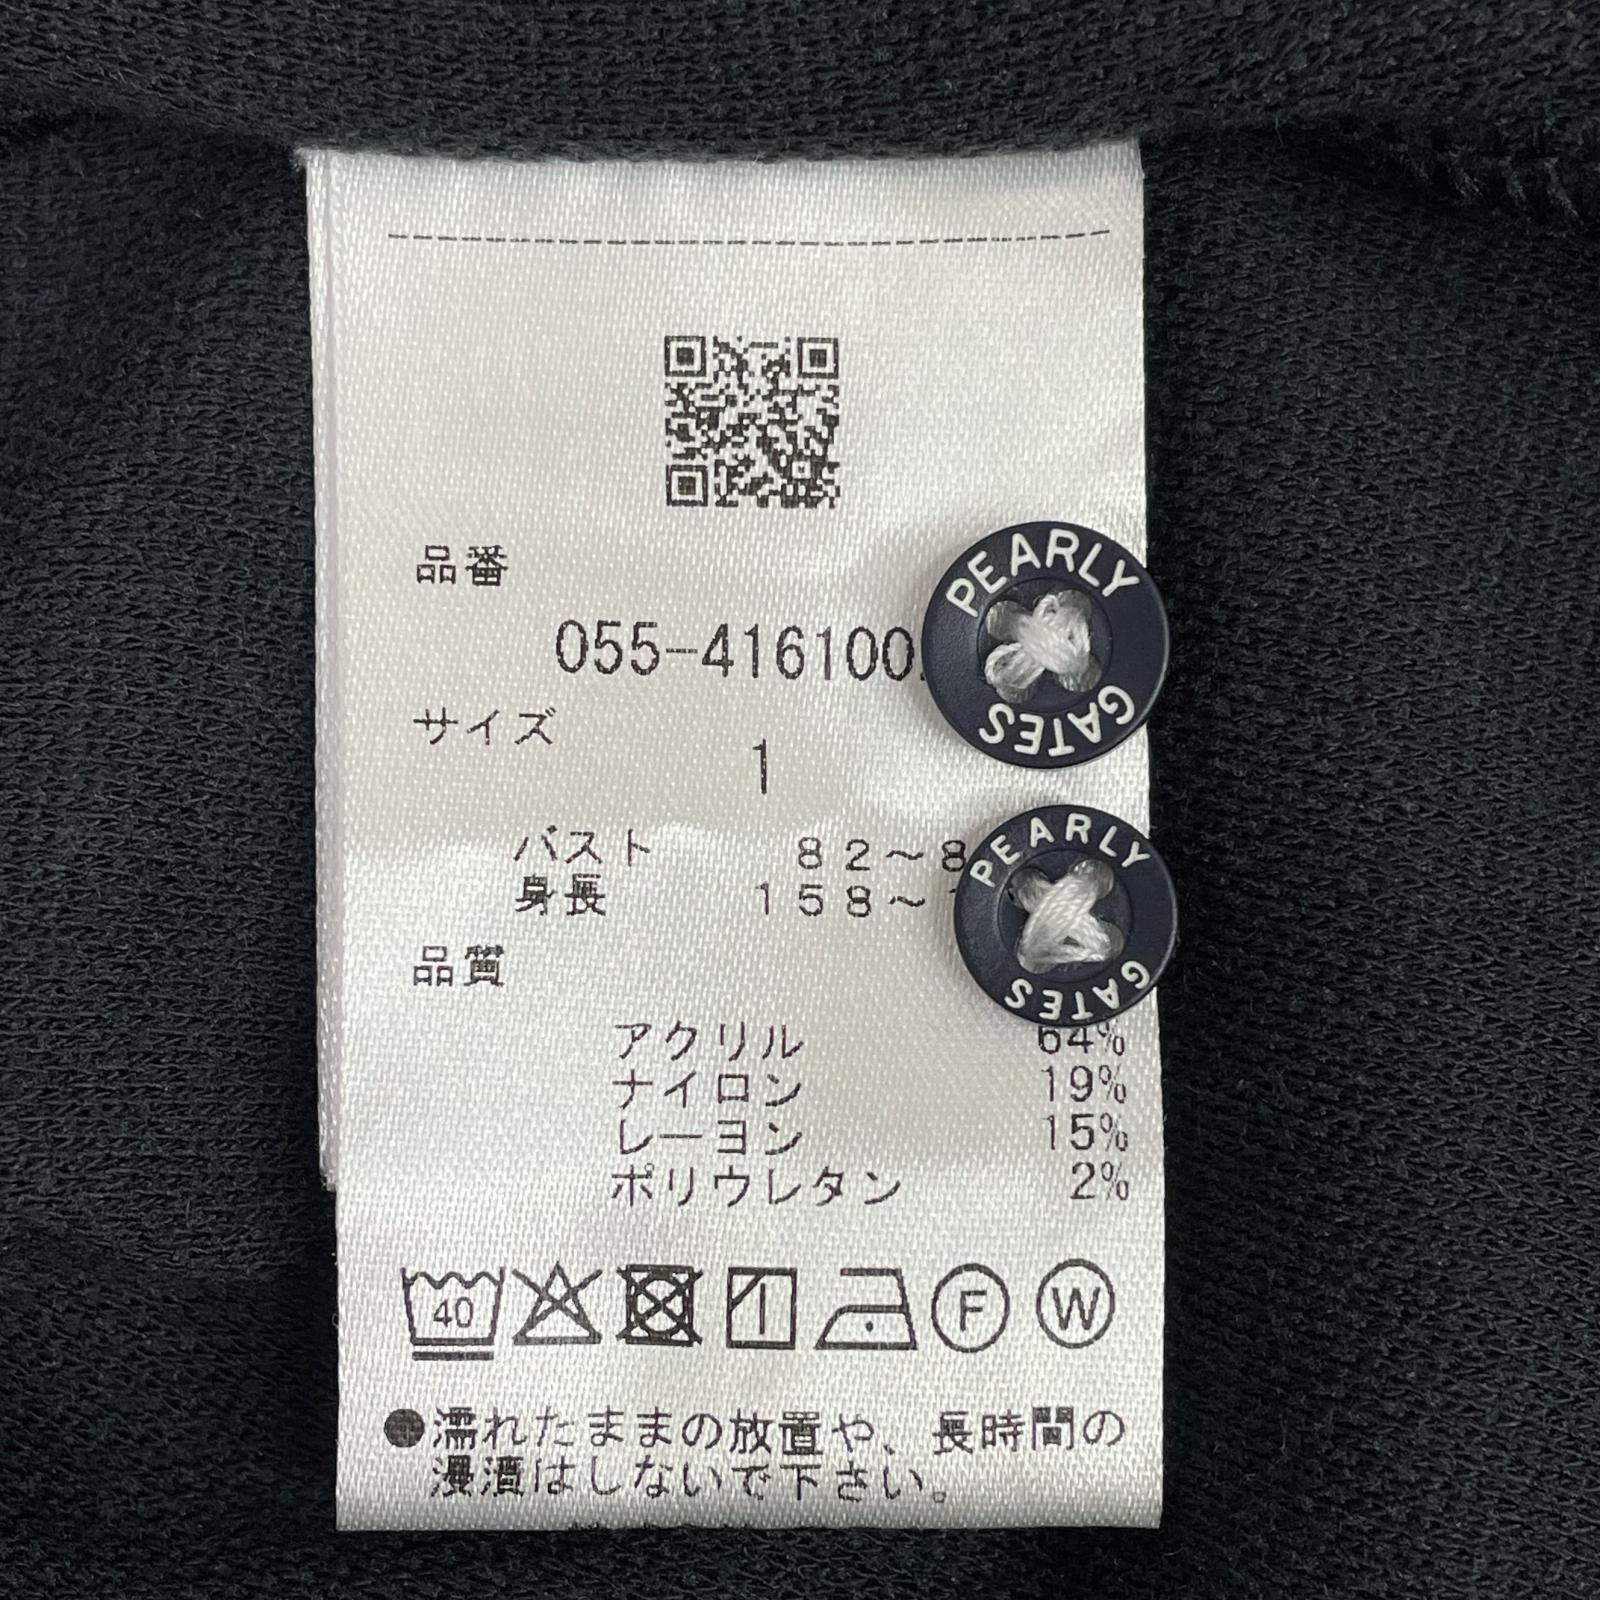 品番
055-416100
PEARLY GATES
サイズ
1
バスト 82～8
身長 158～
PEARLY GATES
品質
アクリル 64%
ナイロン 19%
レーヨン 15%
ポリウレタン 2%
40 F W
●濡れたままの放置や、長時間の
浸漬はしないで下さい。